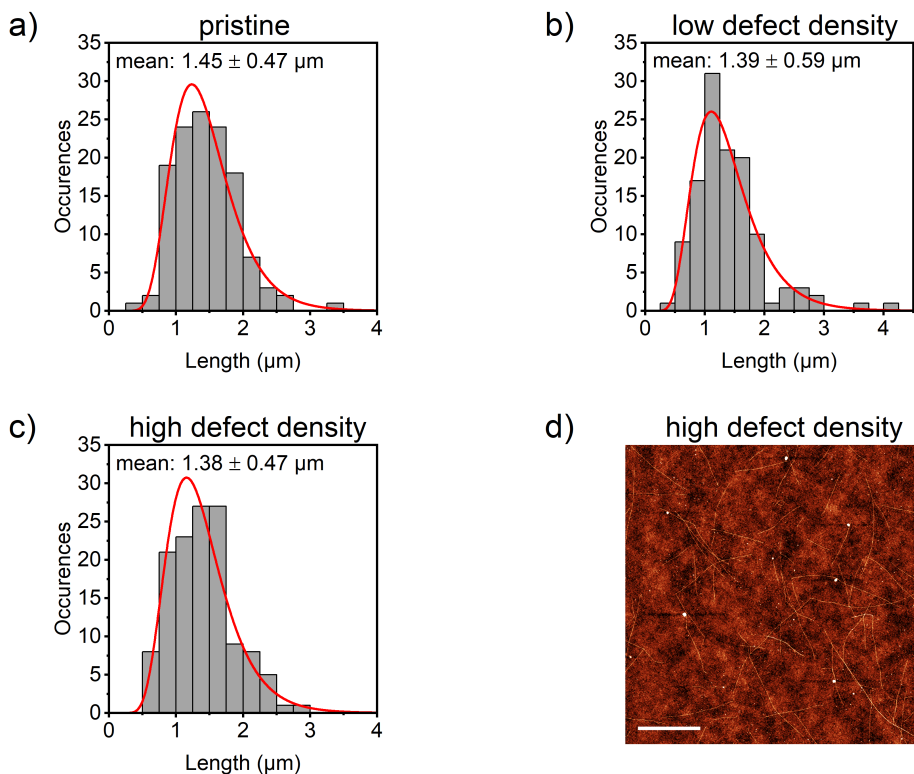 a)
pristine
35
30
25
20
15
10
5
0
Occurences
mean: 1.45 ± 0.47 µm
0 1 2 3 4
Length (µm)
b)
low defect density
35
30
25
20
15
10
5
0
Occurences
mean: 1.39 ± 0.59 µm
0 1 2 3 4
Length (µm)
c)
high defect density
35
30
25
20
15
10
5
0
Occurences
mean: 1.38 ± 0.47 µm
0 1 2 3 4
Length (µm)
d)
high defect density